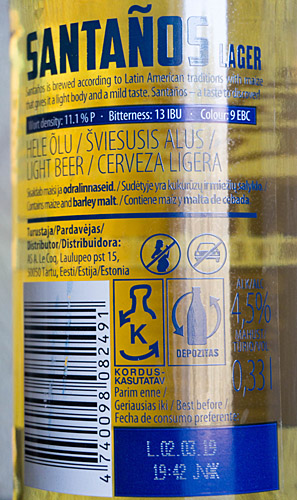 SANTAÑOS LAGER
Santaños is brewed according to Latin American traditions with maize
that gives it a light body and a mild taste. Santaños – a taste
Wort density: 11.1% P · Bitterness: 13 IBU · Colour: 9 EBC
HELE ÕLU / ŠVIESUSIS ALUS /
LIGHT BEER / CERVEZA LIGERA
Sisaldab maisi ja odralinnaseid. / Sudėtyje yra kukurūzų ir miežių salyklo.
Contains maize and barley malt. / Contiene maíz y malta de cebada.
Turustaja/Pardavėjas/
Distributor/Distribuidora:
AS A. Le Coq, Laulupeo pst 15,
50050 Tartu, Eesti/Estija/Estonia
K
DEPOZITAS
KORDUS-
KASUTATAV
4,5%
0,33 l
Parim enne /
Geriausias iki / Best before /
Fecha de consumo preferente:
L 02.03.19
19:42
4 740098 082491